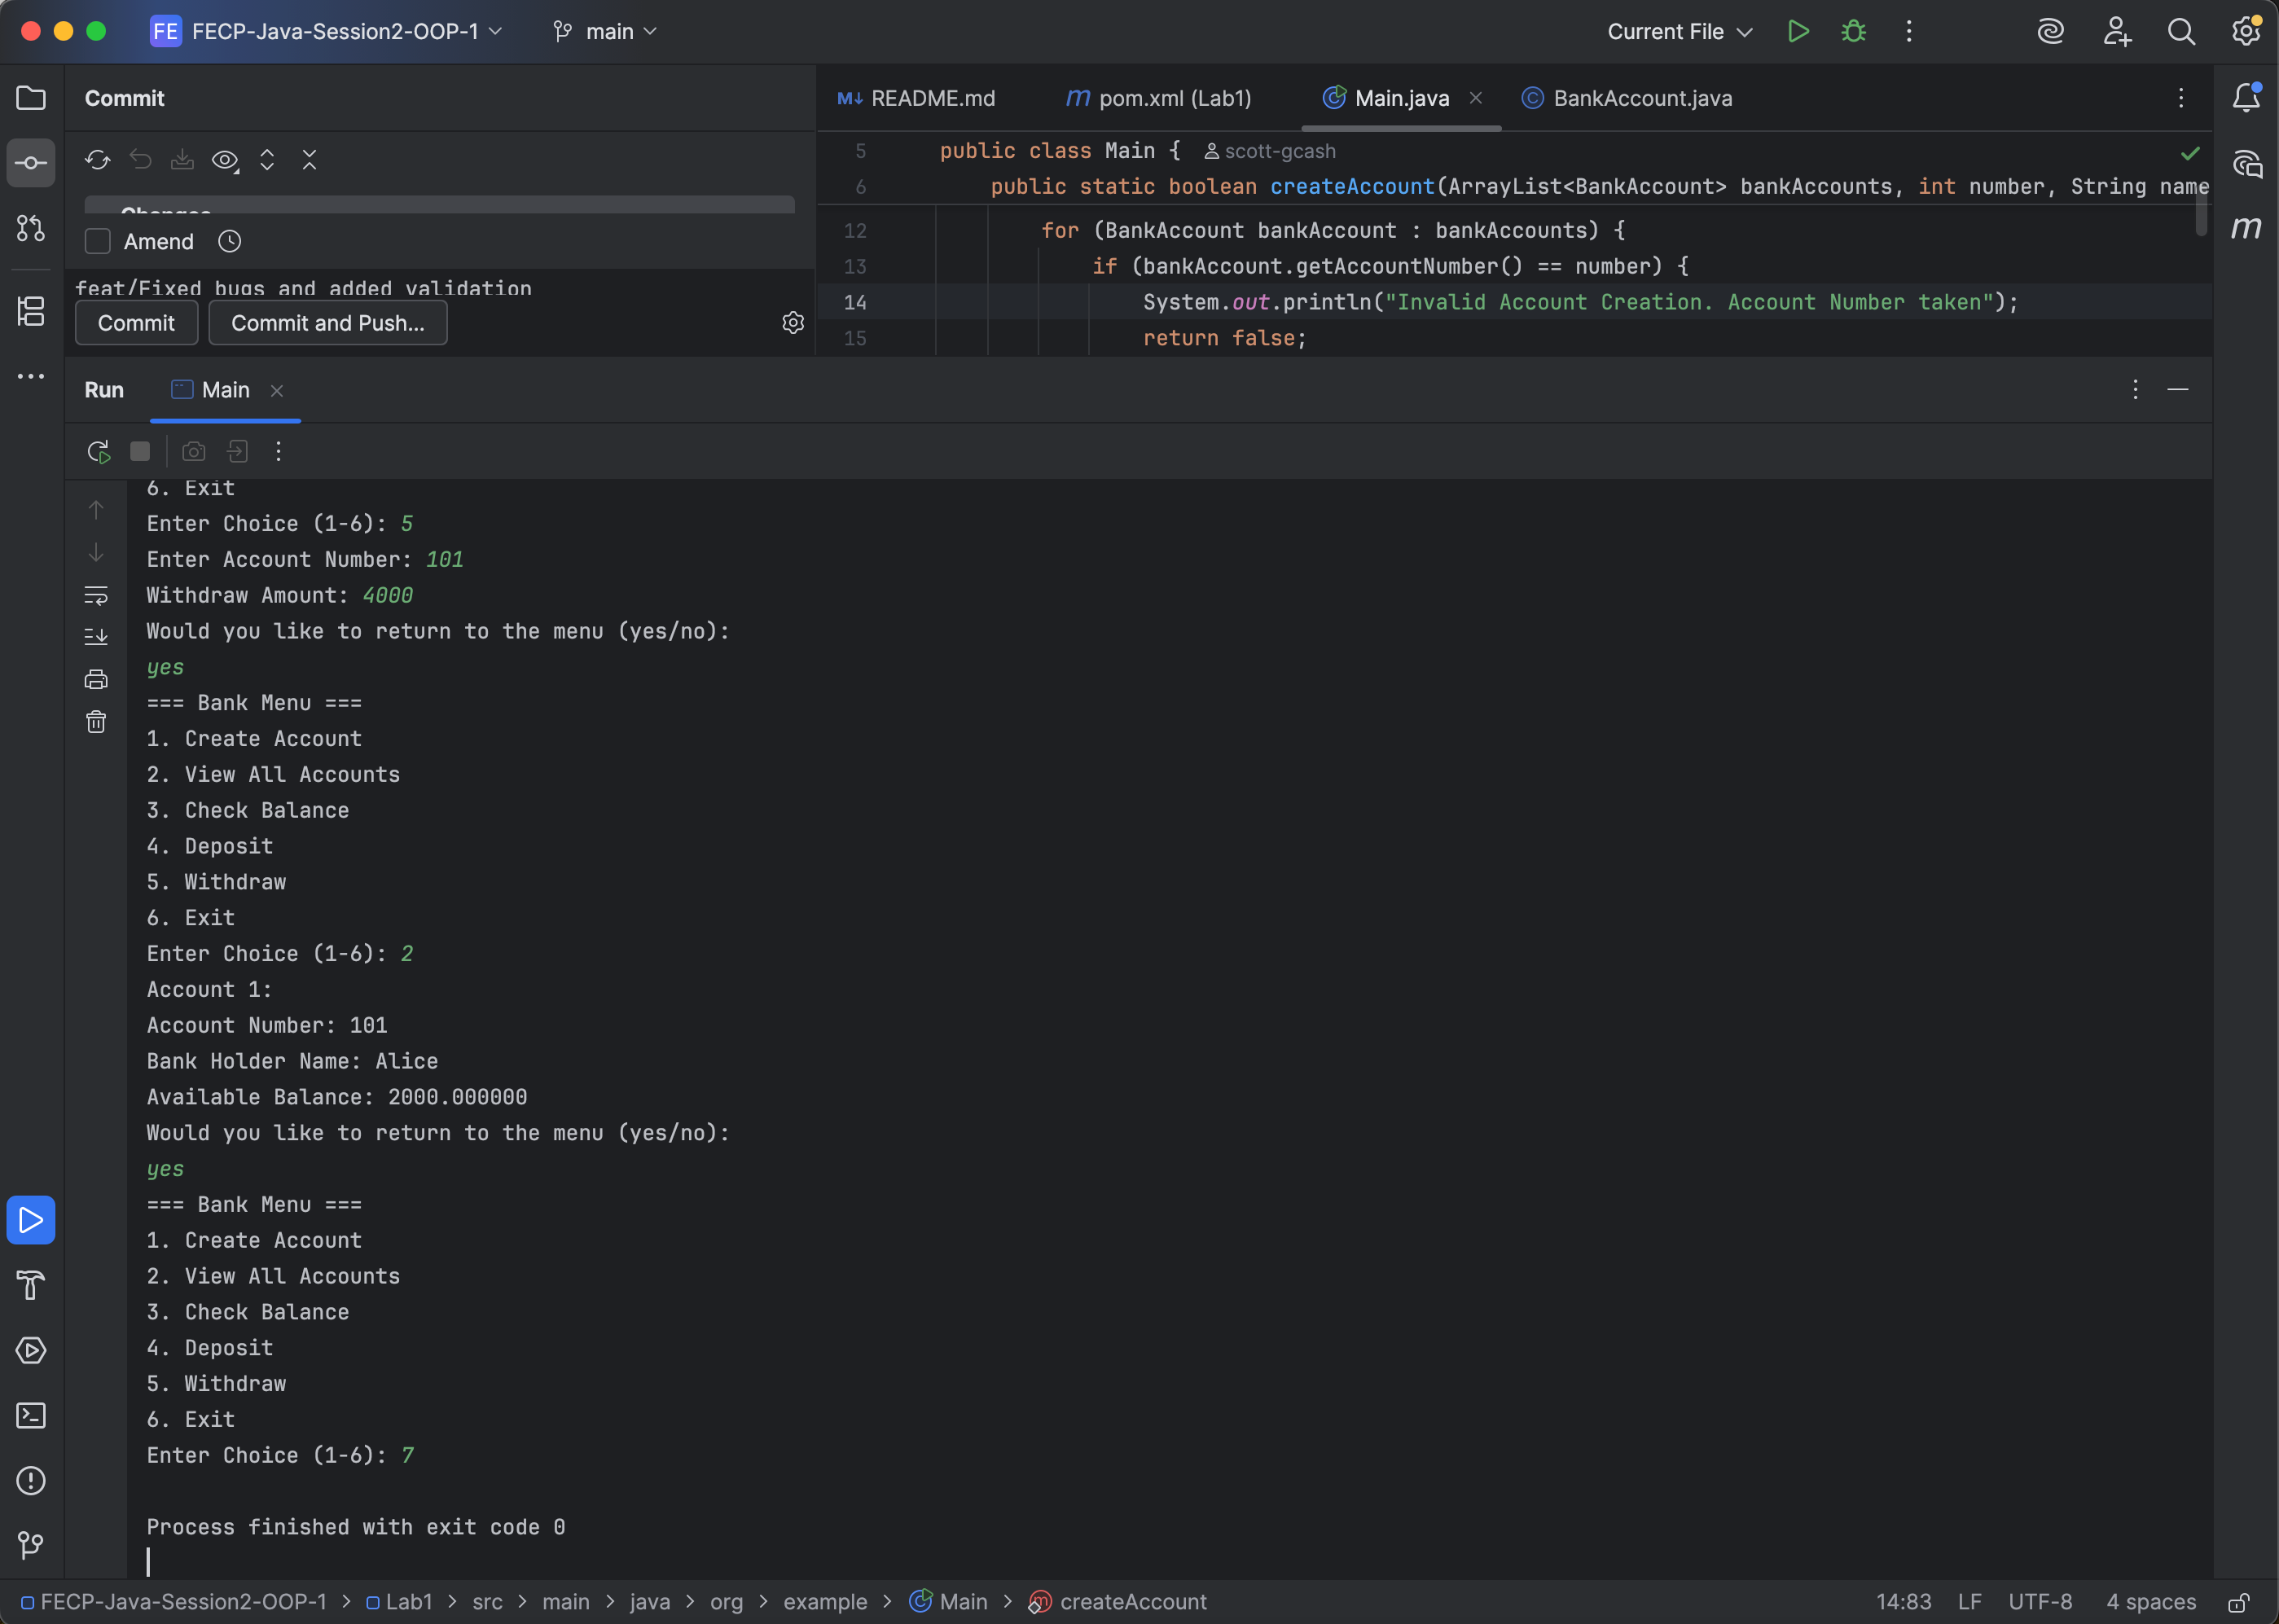 FE FECP-Java-Session2-OOP-1 main Current File
Commit
README.md
pom.xml (Lab1)
Main.java
BankAccount.java
Changes
Amend
feat/Fixed bugs and added validation
Commit Commit and Push...
5 public class Main { scott-gcash
6 public static boolean createAccount(ArrayList<BankAccount> bankAccounts, int number, String name
12 for (BankAccount bankAccount : bankAccounts) {
13 if (bankAccount.getAccountNumber() == number) {
14 System.out.println("Invalid Account Creation. Account Number taken");
15 return false;
Run Main
6. Exit
Enter Choice (1-6): 5
Enter Account Number: 101
Withdraw Amount: 4000
Would you like to return to the menu (yes/no):
yes
=== Bank Menu ===
1. Create Account
2. View All Accounts
3. Check Balance
4. Deposit
5. Withdraw
6. Exit
Enter Choice (1-6): 2
Account 1:
Account Number: 101
Bank Holder Name: Alice
Available Balance: 2000.000000
Would you like to return to the menu (yes/no):
yes
=== Bank Menu ===
1. Create Account
2. View All Accounts
3. Check Balance
4. Deposit
5. Withdraw
6. Exit
Enter Choice (1-6): 7
Process finished with exit code 0
FECP-Java-Session2-OOP-1 > Lab1 > src > main > java > org > example > Main > createAccount 14:83 LF UTF-8 4 spaces